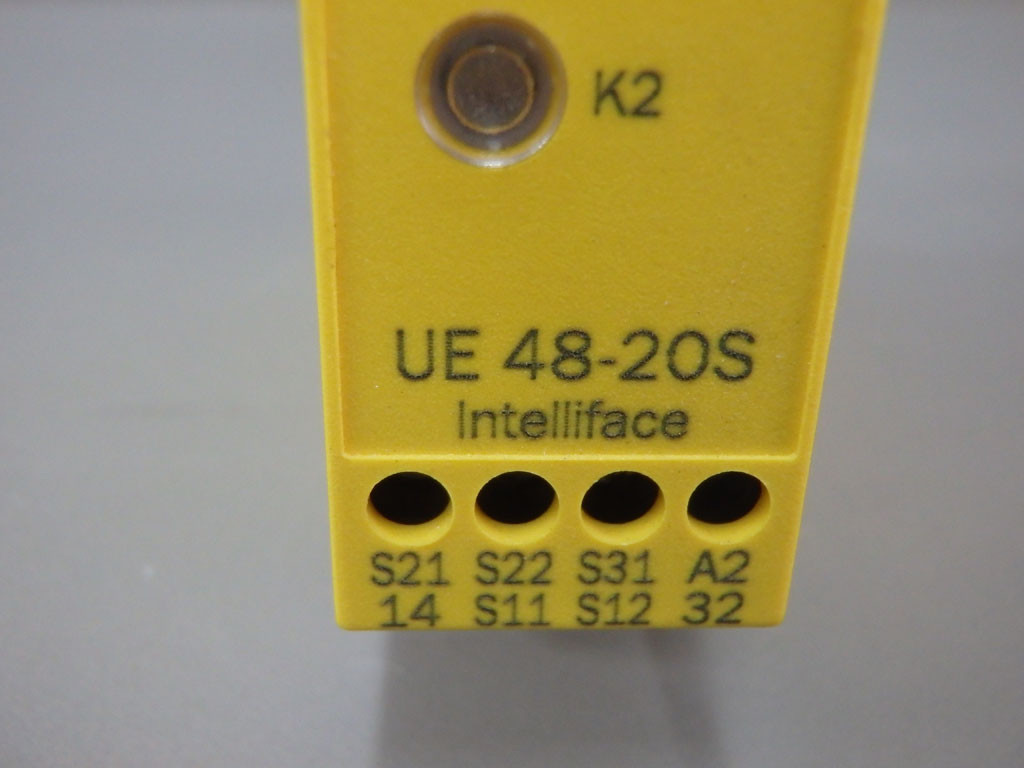 K2
UE 48-20S
Intelliface
S21 S22 S31 A2
14 S11 S12 32